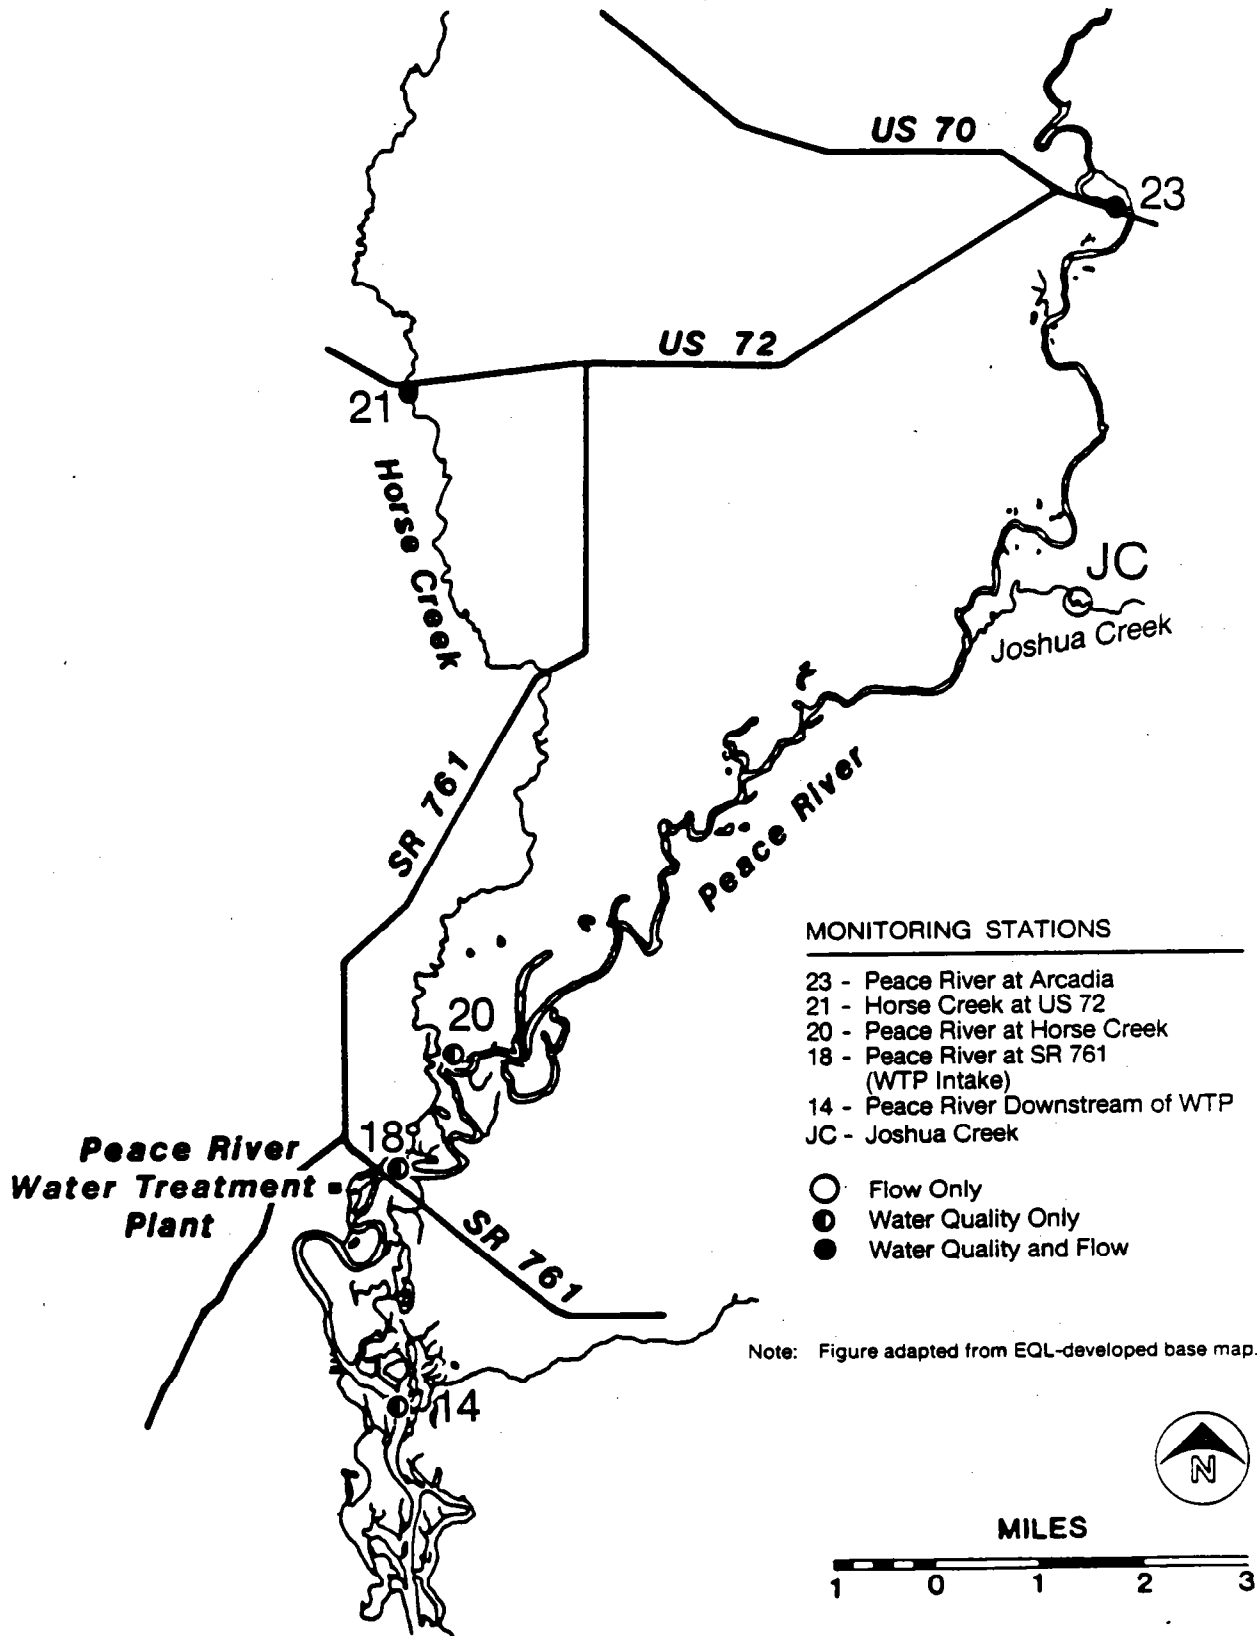 US 70
23
US 72
21
Horse Creek
JC
Joshua Creek
SR 761
Peace River
MONITORING STATIONS
23 - Peace River at Arcadia
21 - Horse Creek at US 72
20 - Peace River at Horse Creek
18 - Peace River at SR 761
(WTP Intake)
14 - Peace River Downstream of WTP
JC - Joshua Creek
20
18
Peace River
Water Treatment
Plant
Flow Only
Water Quality Only
Water Quality and Flow
SR 761
Note: Figure adapted from EQL-developed base map.
14
N
MILES
1 0 1 2 3